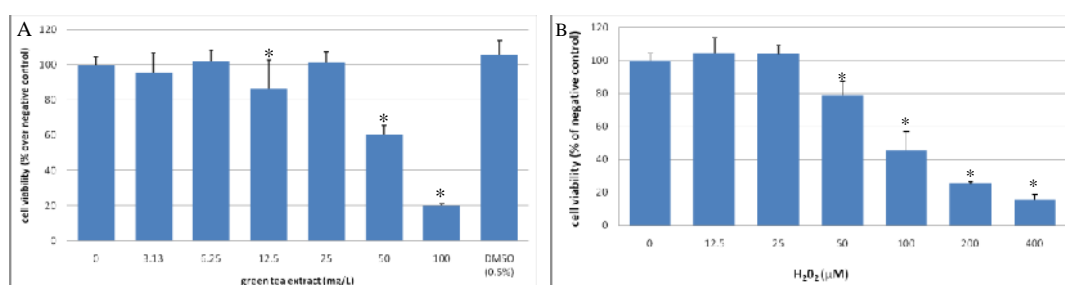 A
cell viability (% over negative control)
120
100
80
60
40
20
0
*
*
*
0 3.13 6.25 12.5 25 50 100 DMSO
(0.5%)
green tea extract (mg/L)
B
cell viability (% of negative control)
120
100
80
60
40
20
0
*
*
*
*
0 12.5 25 50 100 200 400
H₂O₂ (μM)